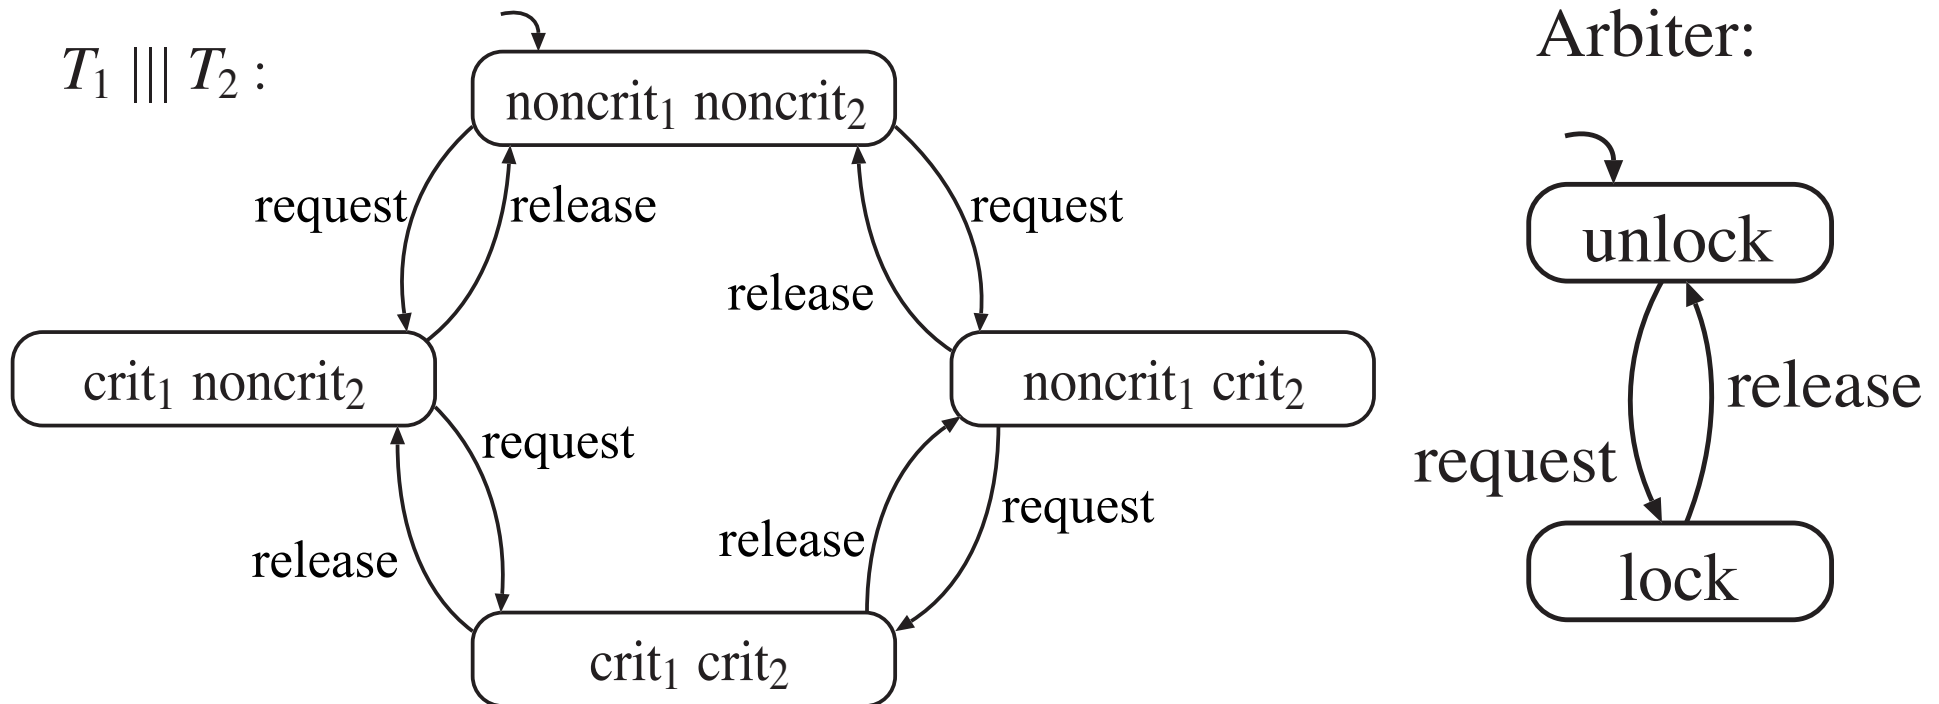 T₁ ||| T₂ :
noncrit₁ noncrit₂
request
release
request
release
crit₁ noncrit₂
noncrit₁ crit₂
request
request
release
release
crit₁ crit₂
Arbiter:
unlock
release
request
lock